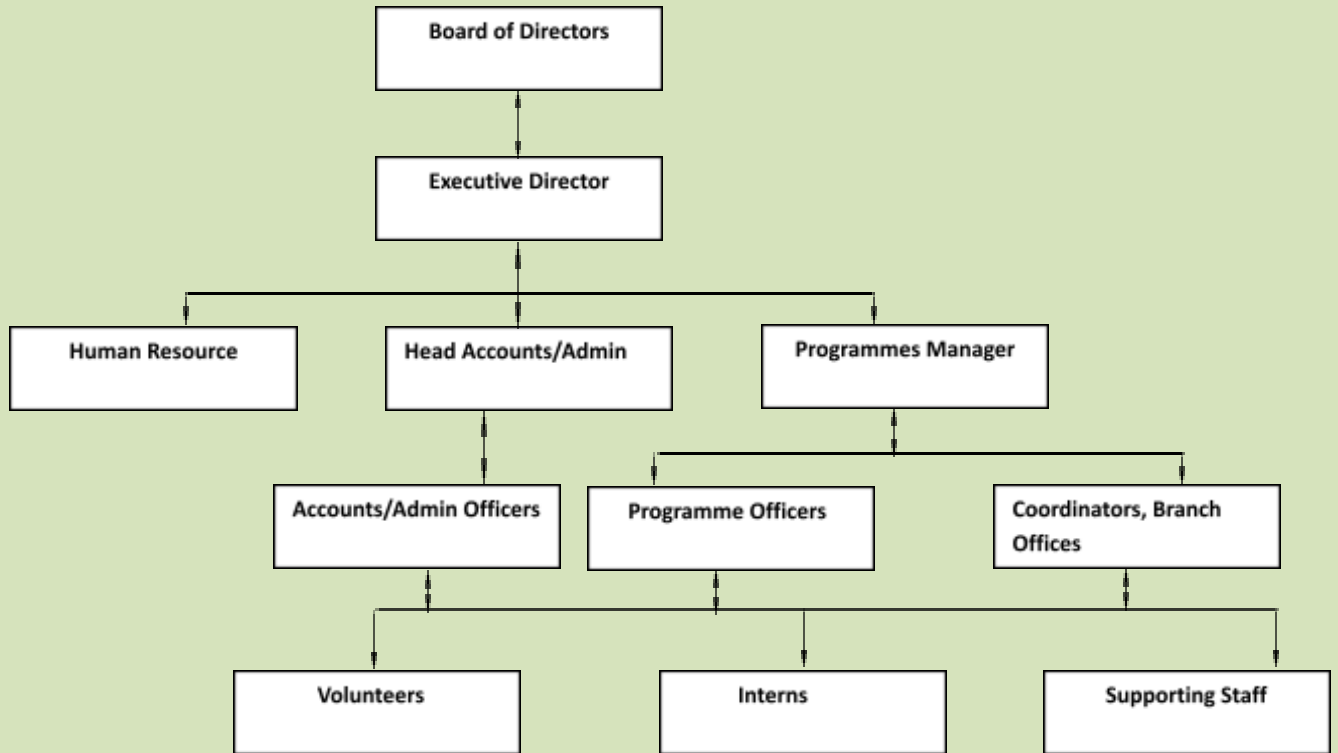 Board of Directors
Executive Director
Human Resource
Head Accounts/Admin
Programmes Manager
Accounts/Admin Officers
Programme Officers
Coordinators, Branch
Offices
Volunteers
Interns
Supporting Staff